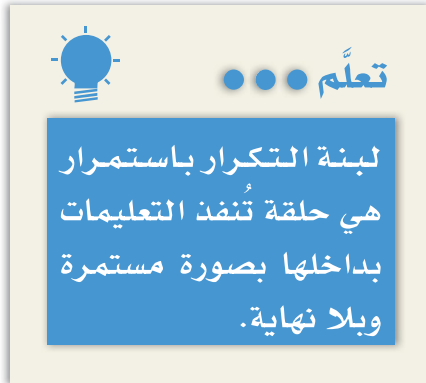 تعلَّم
لبنة التكرار باستمرار
هي حلقة تُنفذ التعليمات
بداخلها بصورة مستمرة
وبلا نهاية.